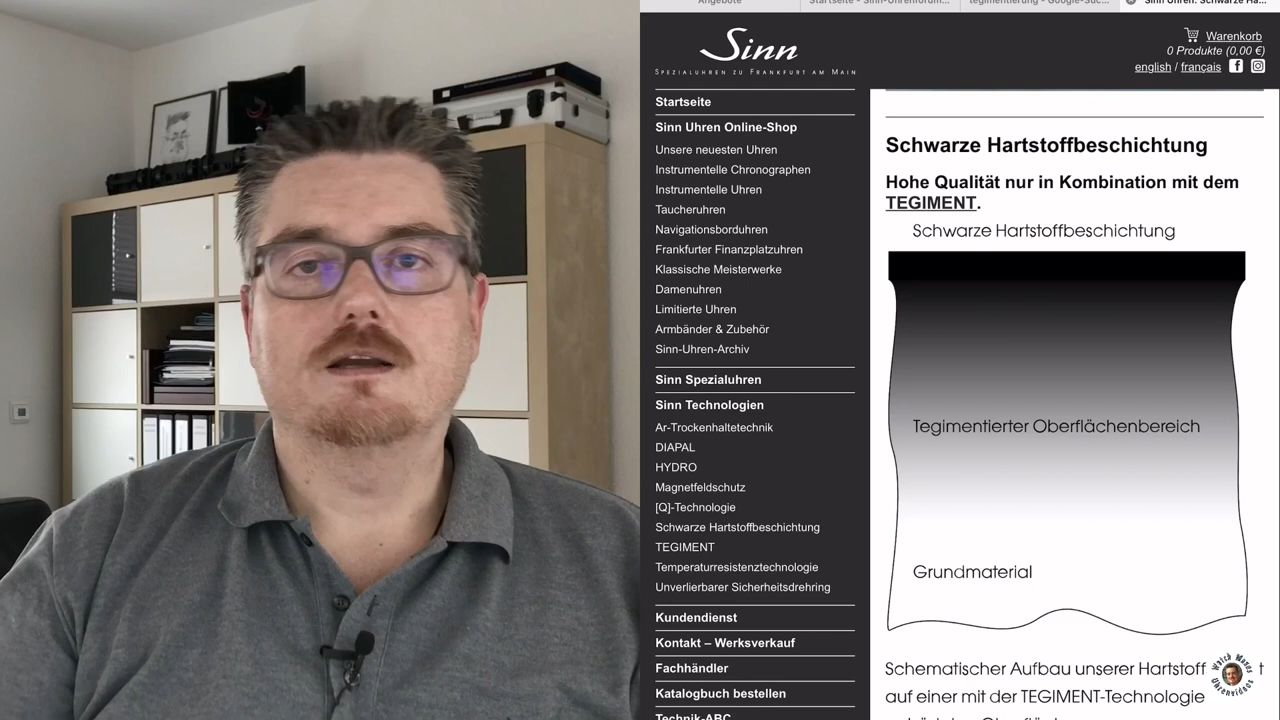 Angebote
Startseite - Sinn-Uhrenforum...
tegimentierung - Google-Suc...
Sinn Uhren: Schwarze Ha...
Sinn
SPEZIALUHREN ZU FRANKFURT AM MAIN
Warenkorb
0 Produkte (0,00 €)
english / français
Startseite
Sinn Uhren Online-Shop
Unsere neuesten Uhren
Instrumentelle Chronographen
Instrumentelle Uhren
Taucheruhren
Navigationsborduhren
Frankfurter Finanzplatzuhren
Klassische Meisterwerke
Damenuhren
Limitierte Uhren
Armbänder & Zubehör
Sinn-Uhren-Archiv
Sinn Spezialuhren
Sinn Technologien
Ar-Trockenhaltetechnik
DIAPAL
HYDRO
Magnetfeldschutz
[Q]-Technologie
Schwarze Hartstoffbeschichtung
TEGIMENT
Temperaturresistenztechnologie
Unverlierbarer Sicherheitsdrehring
Kundendienst
Kontakt – Werksverkauf
Fachhändler
Katalogbuch bestellen
Technik-ABC
Schwarze Hartstoffbeschichtung
Hohe Qualität nur in Kombination mit dem
TEGIMENT.
Schwarze Hartstoffbeschichtung
Tegimentierter Oberflächenbereich
Grundmaterial
Schematischer Aufbau unserer Hartstoff t
auf einer mit der TEGIMENT-Technologie
Watch Moses
Uhrenvideos